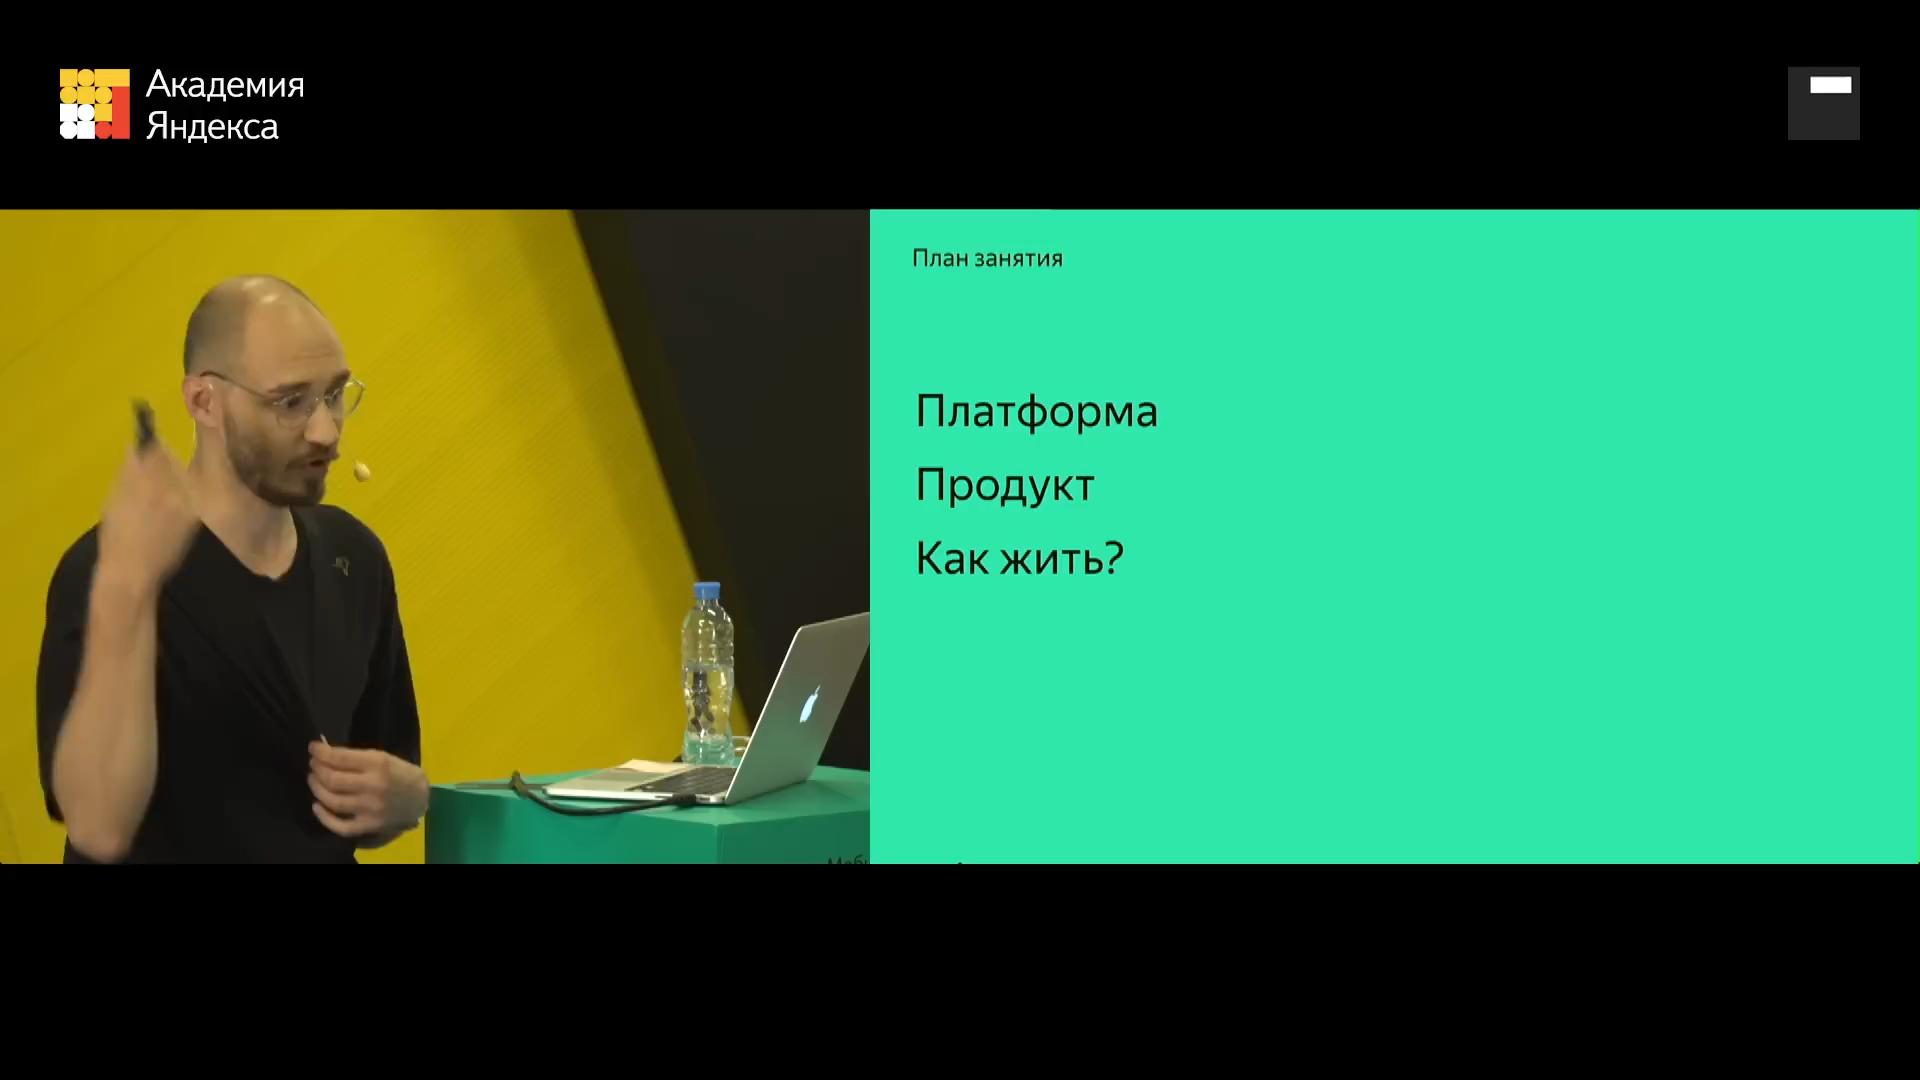 Академия
Яндекса
План занятия
Платформа
Продукт
Как жить?